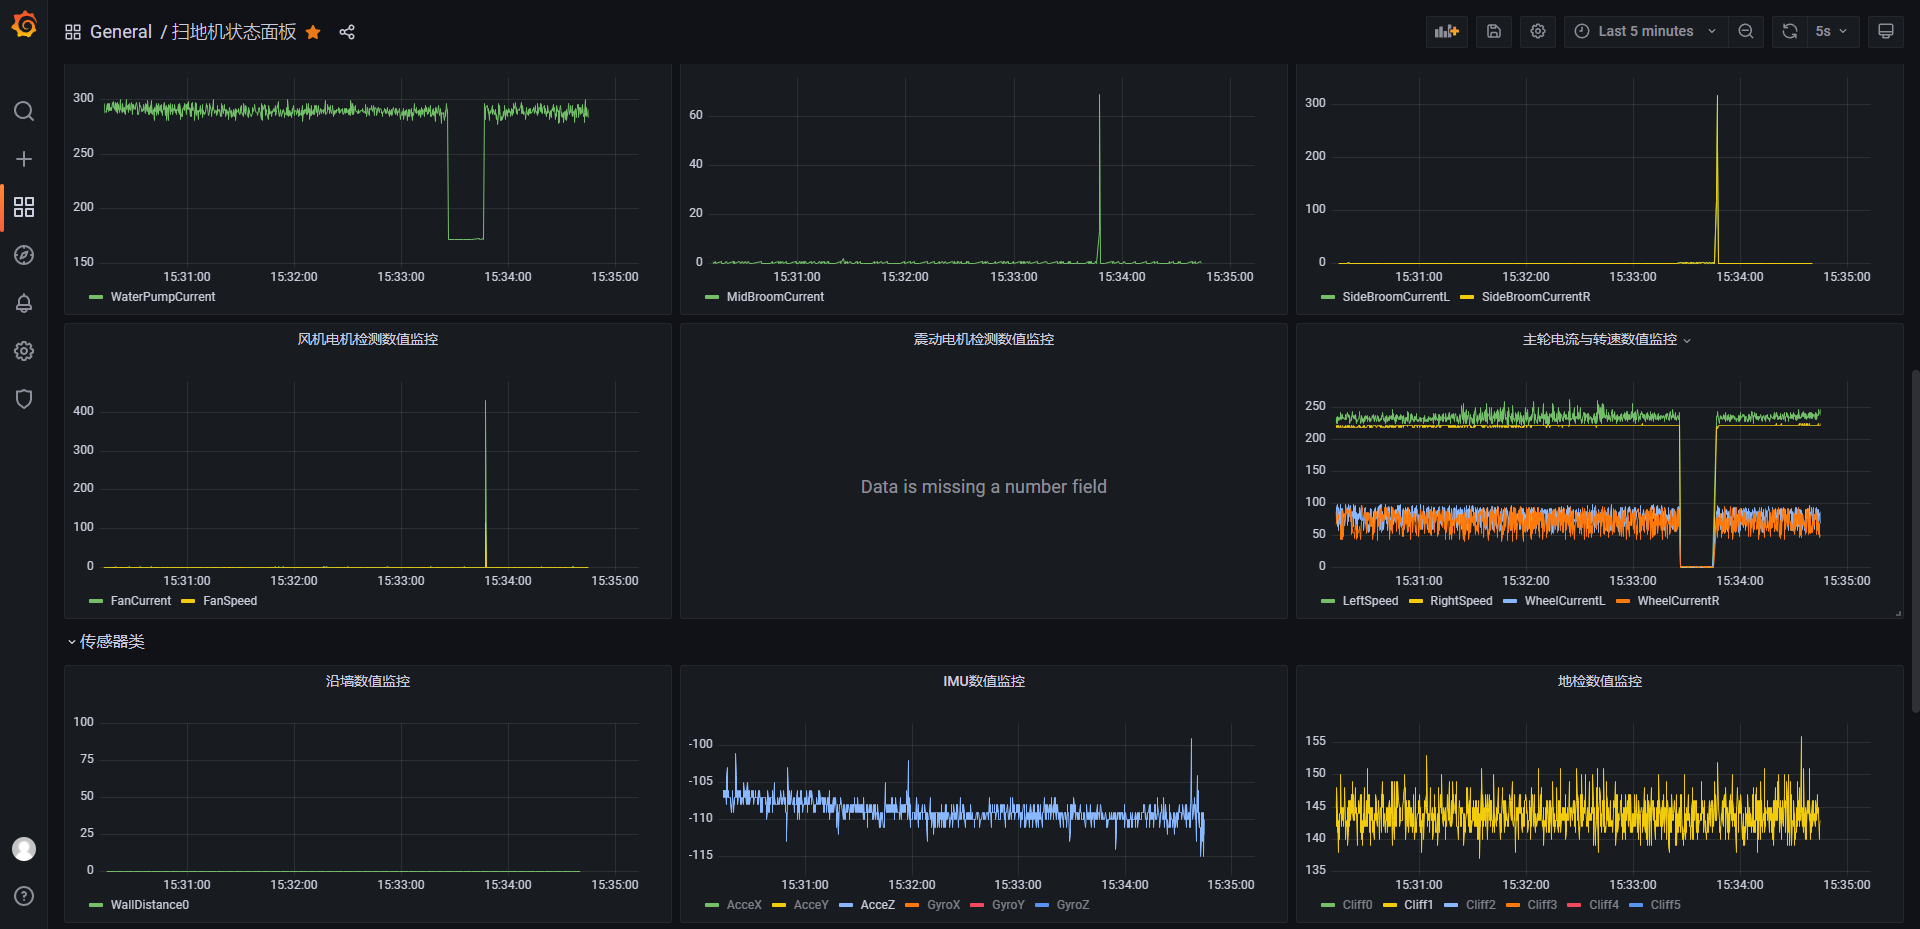 General / 扫地机状态面板
Last 5 minutes
5s
300
250
200
150
15:31:00 15:32:00 15:33:00 15:34:00 15:35:00
WaterPumpCurrent
60
40
20
0
15:31:00 15:32:00 15:33:00 15:34:00 15:35:00
MidBroomCurrent
300
200
100
0
15:31:00 15:32:00 15:33:00 15:34:00 15:35:00
SideBroomCurrentL SideBroomCurrentR
风机电机检测数值监控
400
300
200
100
0
15:31:00 15:32:00 15:33:00 15:34:00 15:35:00
FanCurrent FanSpeed
震动电机检测数值监控
Data is missing a number field
主轮电流与转速数值监控
250
200
150
100
50
0
15:31:00 15:32:00 15:33:00 15:34:00 15:35:00
LeftSpeed RightSpeed WheelCurrentL WheelCurrentR
传感器类
沿墙数值监控
100
75
50
25
0
15:31:00 15:32:00 15:33:00 15:34:00 15:35:00
WallDistance0
IMU数值监控
-100
-105
-110
-115
15:31:00 15:32:00 15:33:00 15:34:00 15:35:00
AcceX AcceY AcceZ GyroX GyroY GyroZ
地检数值监控
155
150
145
140
135
15:31:00 15:32:00 15:33:00 15:34:00 15:35:00
Cliff0 Cliff1 Cliff2 Cliff3 Cliff4 Cliff5